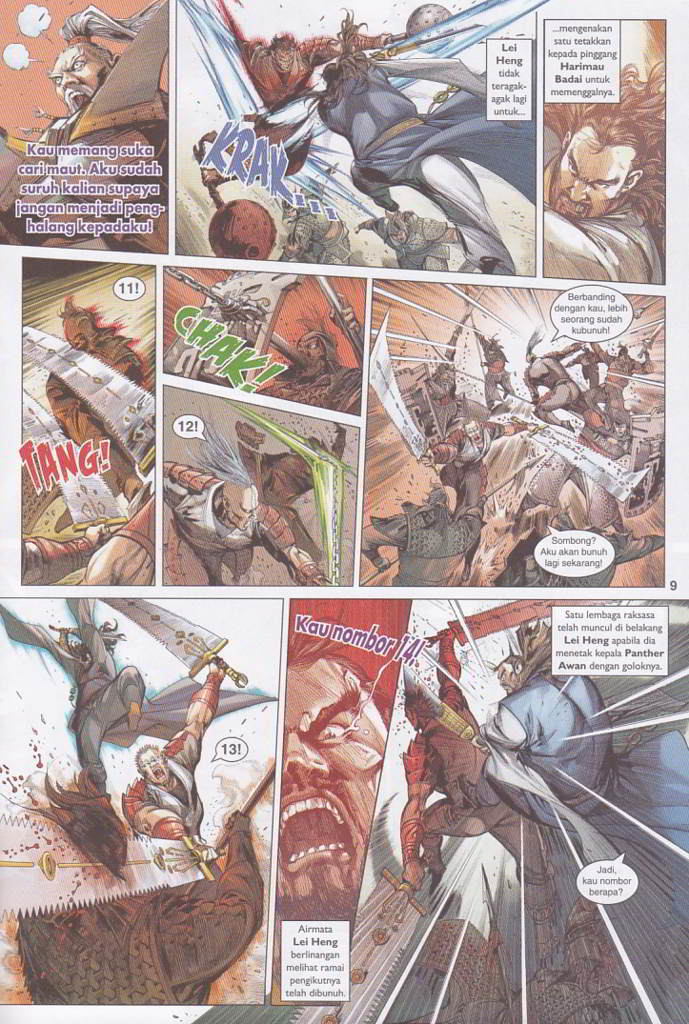 Kau memang suka
cari maut. Aku sudah
suruh kalian supaya
jangan menjadi peng-
halang kepadaku!
KRAK...
Lei
Heng
tidak
teragak-
agak lagi
untuk...
...mengenakan
satu tetakkan
kepada pinggang
Harimau
Badai untuk
memenggalnya.
11!
TANG!
CHAK!
12!
Berbanding
dengan kau, lebih
seorang sudah
kubunuh!
Sombong?
Aku akan bunuh
lagi sekarang!
9
13!
Kau nombor 14!
Airmata
Lei Heng
berlinangan
melihat ramai
pengikutnya
telah dibunuh.
Satu lembaga raksasa
telah muncul di belakang
Lei Heng apabila dia
menetak kepala Panther
Awan dengan goloknya.
Jadi,
kau nombor
berapa?